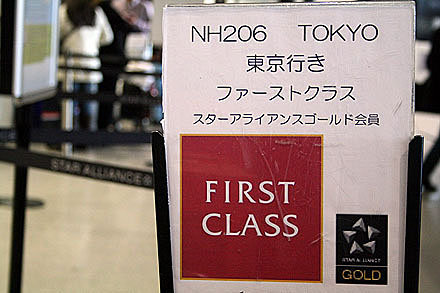 NH206 TOKYO
東京行き
ファーストクラス
スターアライアンスゴールド会員
FIRST
CLASS
STAR ALLIANCE
GOLD
STAR ALLIANCE